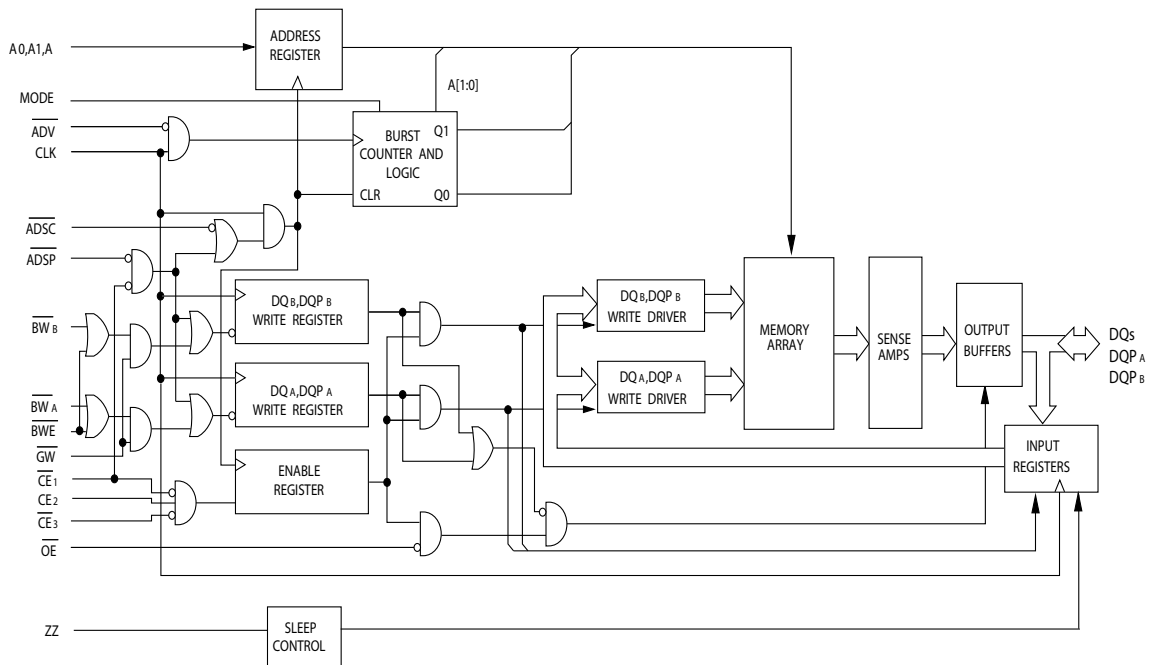 A0,A1,A
ADDRESS
REGISTER
MODE
A[1:0]
ADV
CLK
BURST
COUNTER AND
LOGIC
Q1
CLR
Q0
ADSC
ADSP
DQB,DQPB
WRITE REGISTER
DQB,DQPB
WRITE DRIVER
MEMORY
ARRAY
SENSE
AMPS
OUTPUT
BUFFERS
DQs
DQPA
DQPB
BWB
DQA,DQPA
WRITE REGISTER
DQA,DQPA
WRITE DRIVER
BWA
BWE
GW
CE1
CE2
CE3
ENABLE
REGISTER
INPUT
REGISTERS
OE
ZZ
SLEEP
CONTROL